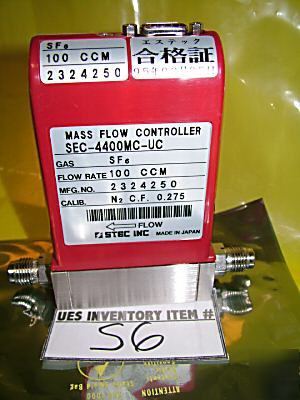 SF6
100 CCM
2324250
エステック
合格証
MASS FLOW CONTROLLER
SEC-4400MC-UC
GAS SF6
FLOW RATE 100 CCM
MFG.NO. 2324250
CALIB. N2 C.F. 0.275
FLOW
STEC INC MADE IN JAPAN
UES INVENTORY ITEM #
S6
ATTENTION